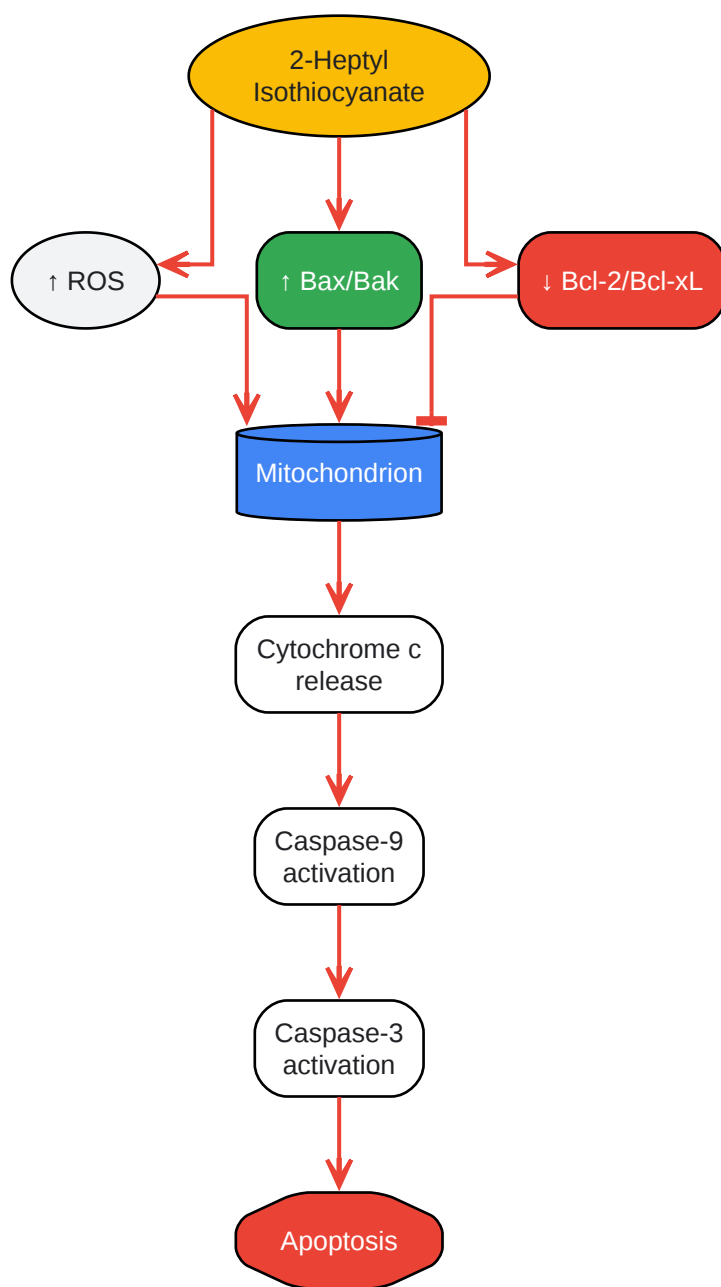 2-Heptyl
Isothiocyanate
↑ ROS
↑ Bax/Bak
↓ Bcl-2/Bcl-xL
Mitochondrion
Cytochrome c
release
Caspase-9
activation
Caspase-3
activation
Apoptosis